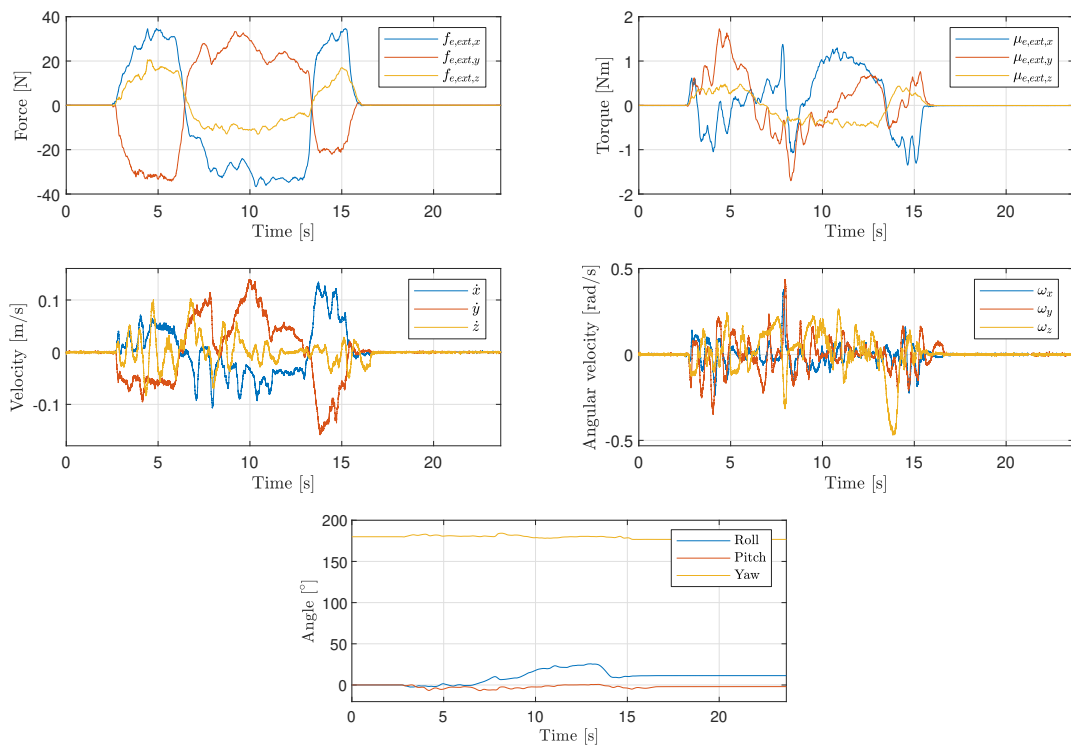 40
20
0
-20
-40
Force [N]
0 5 10 15 20
Time [s]
f_{e,ext,x}
f_{e,ext,y}
f_{e,ext,z}
2
1
0
-1
-2
Torque [Nm]
0 5 10 15 20
Time [s]
μ_{e,ext,x}
μ_{e,ext,y}
μ_{e,ext,z}
0.1
0
-0.1
Velocity [m/s]
0 5 10 15 20
Time [s]
ẋ
ẏ
ż
0.5
0
-0.5
Angular velocity [rad/s]
0 5 10 15 20
Time [s]
ω_x
ω_y
ω_z
200
150
100
50
0
Angle [°]
0 5 10 15 20
Time [s]
Roll
Pitch
Yaw